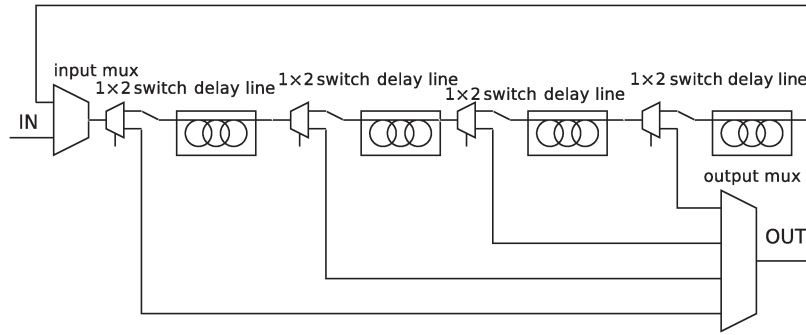 input mux
1×2 switch delay line
1×2 switch delay line
1×2 switch delay line
1×2 switch delay line
IN
output mux
OUT